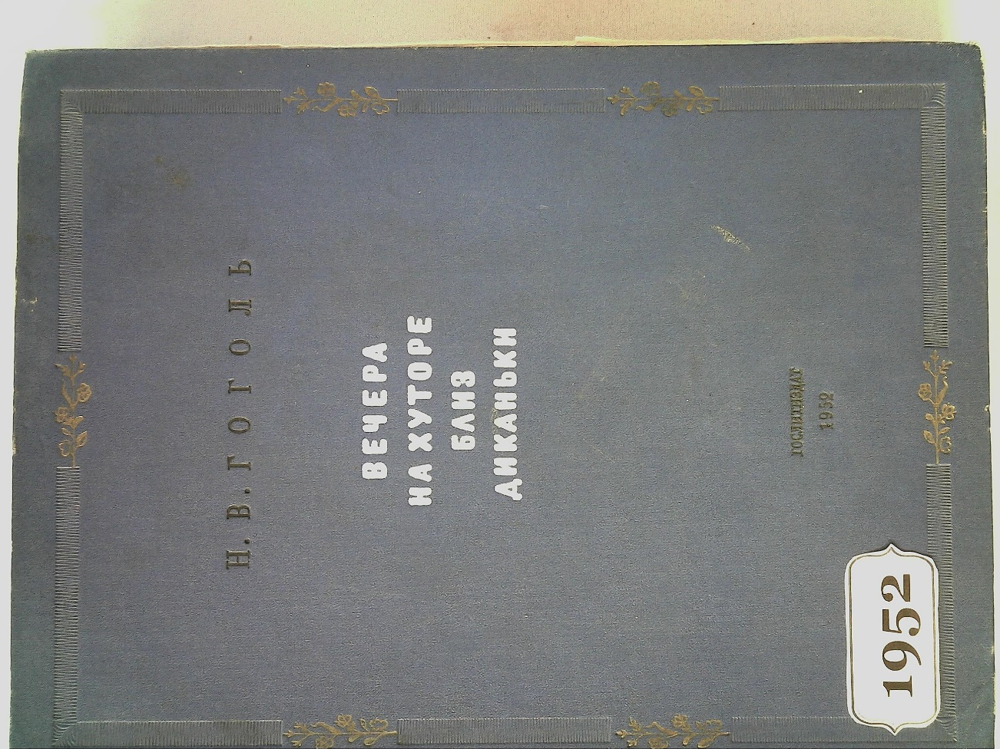 Н. В. ГОГОЛЬ
ВЕЧЕРА
НА ХУТОРЕ
БЛИЗ
ДИКАНЬКИ
ГОСЛИТИЗДАТ
1952
1952